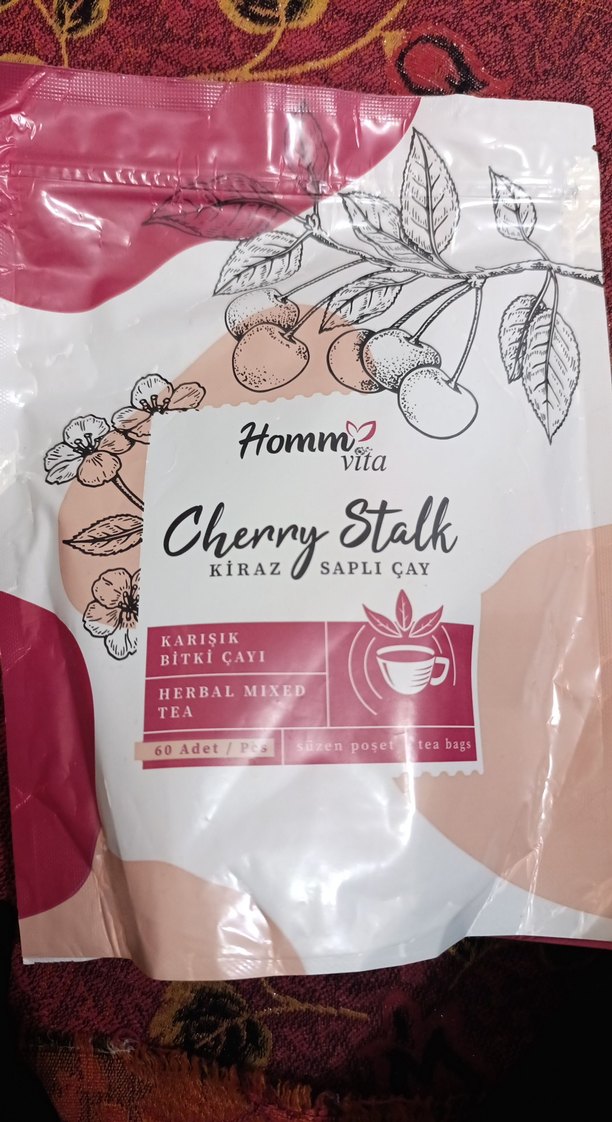 Homm
vita
Cherry Stalk
KİRAZ SAPLI ÇAY
KARIŞIK
BİTKİ ÇAYI
HERBAL MIXED
TEA
60 Adet / Pcs
süzen poşet / tea bags